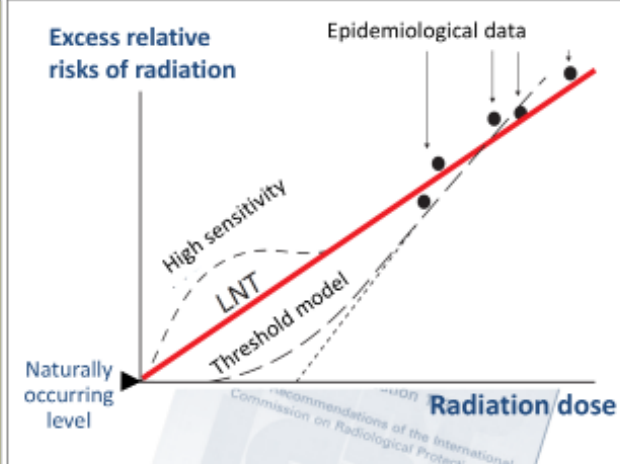 Excess relative
risks of radiation
Epidemiological data
High sensitivity
LNT
Threshold model
Naturally
occurring
level
Radiation dose
Recommendations of the International
Commission on Radiological